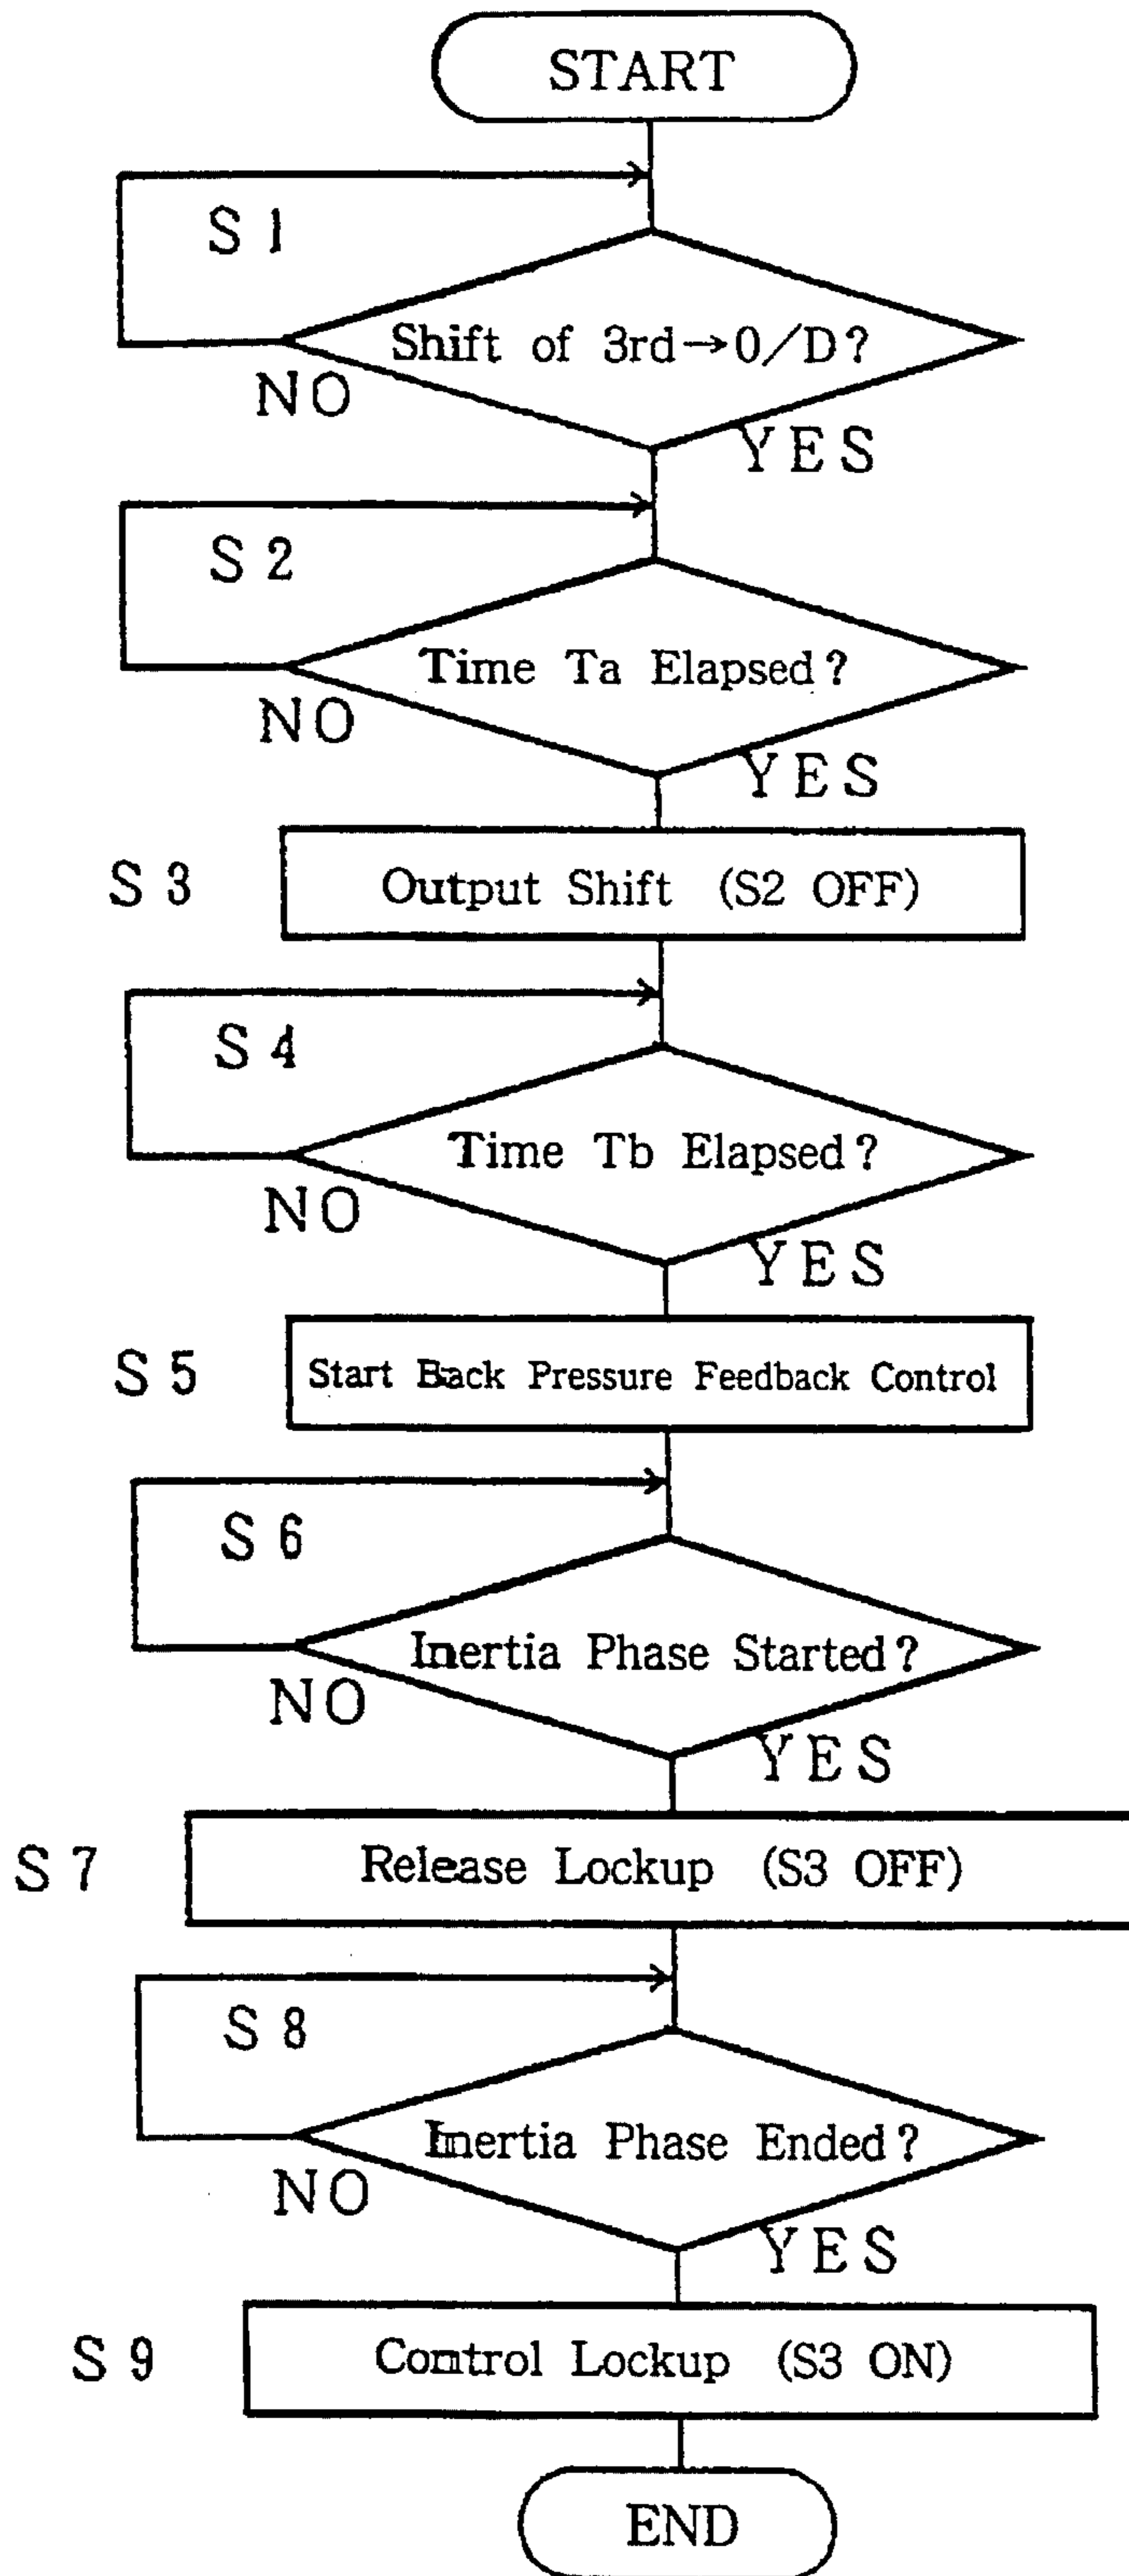 START
S 1
Shift of 3rd→O/D?
NO
YES
S 2
Time Ta Elapsed?
NO
YES
S 3
Output Shift (S2 OFF)
S 4
Time Tb Elapsed?
NO
YES
S 5
Start Back Pressure Feedback Control
S 6
Inertia Phase Started?
NO
YES
S 7
Release Lockup (S3 OFF)
S 8
Inertia Phase Ended?
NO
YES
S 9
Control Lockup (S3 ON)
END